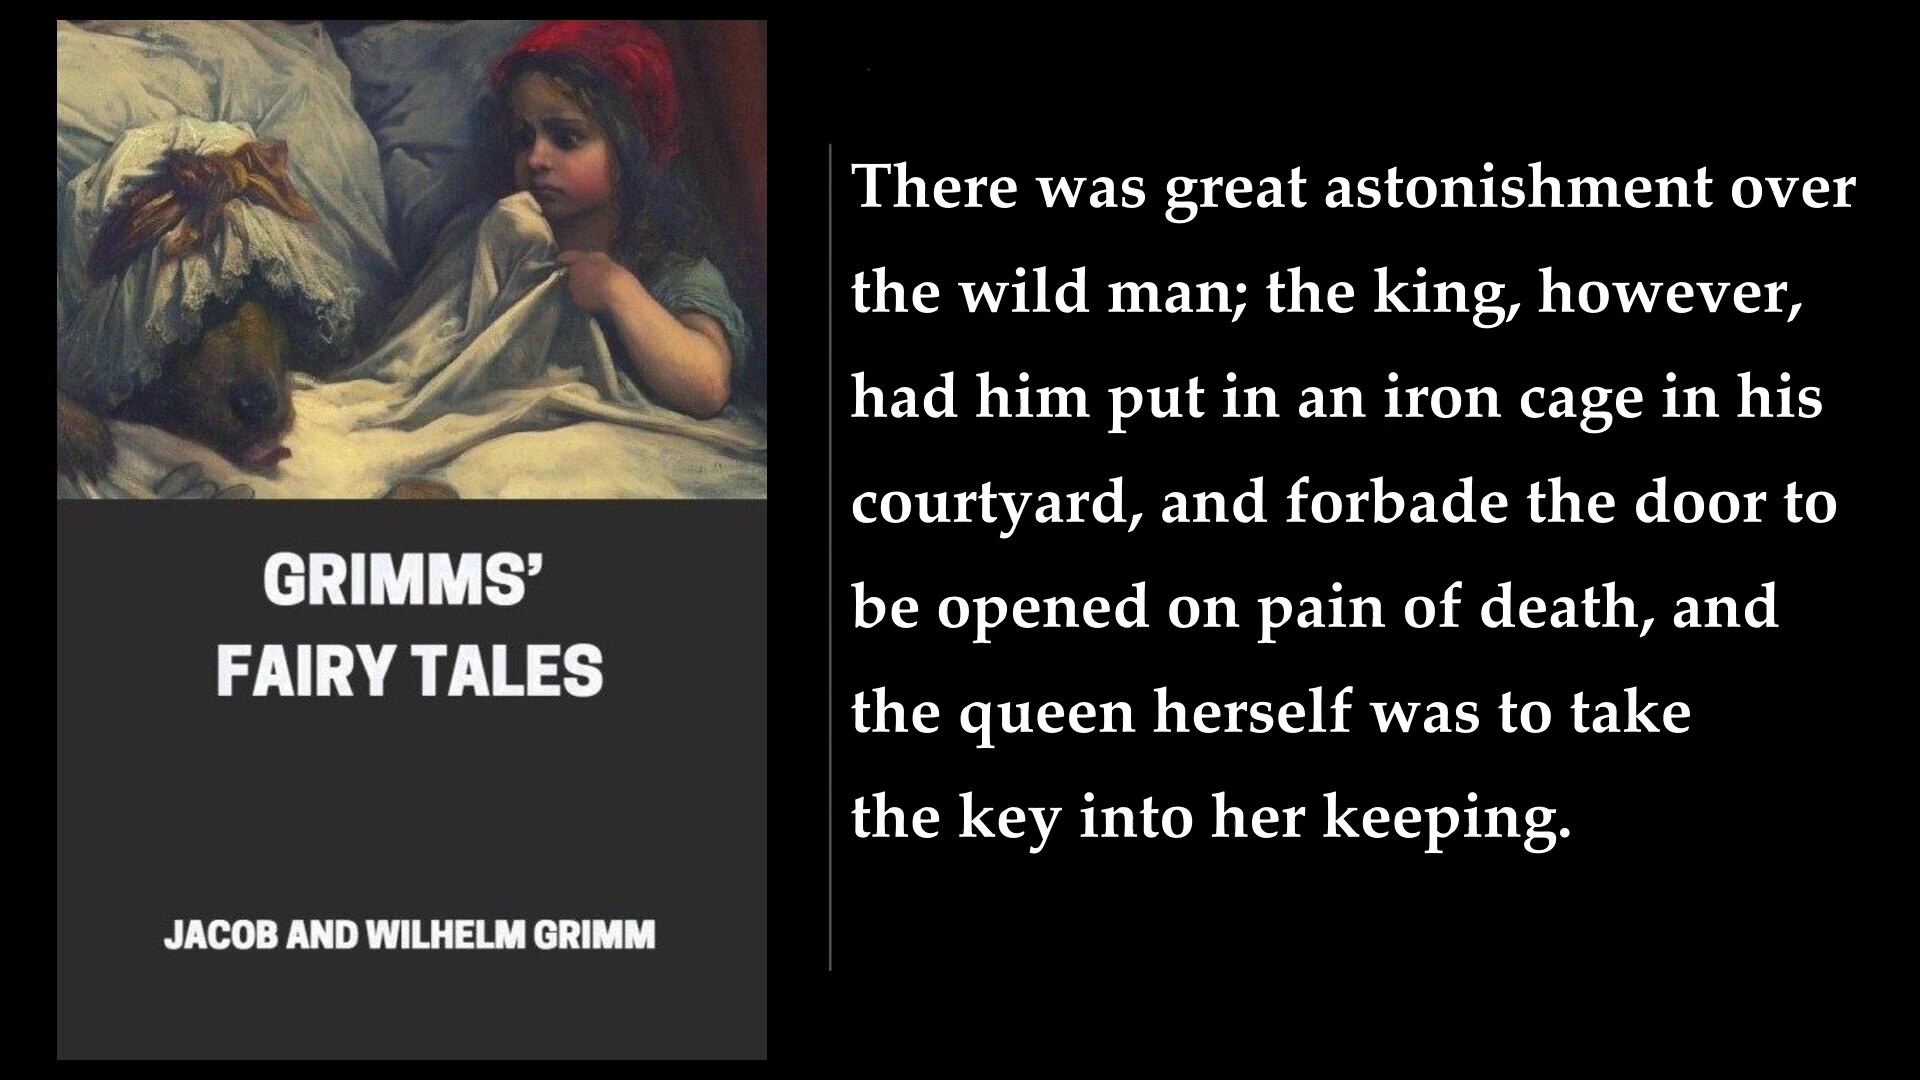 GRIMMS’
FAIRY TALES
JACOB AND WILHELM GRIMM
There was great astonishment over
the wild man; the king, however,
had him put in an iron cage in his
courtyard, and forbade the door to
be opened on pain of death, and
the queen herself was to take
the key into her keeping.